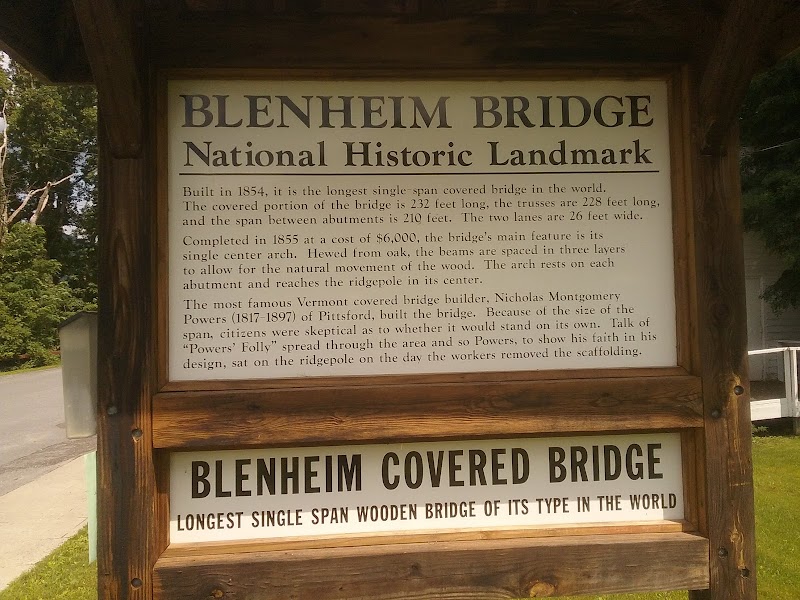 BLENHEIM BRIDGE
National Historic Landmark
Built in 1854, it is the longest single-span covered bridge in the world.
The covered portion of the bridge is 232 feet long, the trusses are 228 feet long,
and the span between abutments is 210 feet. The two lanes are 26 feet wide.
Completed in 1855 at a cost of $6,000, the bridge's main feature is its
single center arch. Hewed from oak, the beams are spaced in three layers
to allow for the natural movement of the wood. The arch rests on each
abutment and reaches the ridgepole in its center.
The most famous Vermont covered bridge builder, Nicholas Montgomery
Powers (1817-1897) of Pittsford, built the bridge. Because of the size of the
span, citizens were skeptical as to whether it would stand on its own. Talk of
"Powers' Folly" spread through the area and so Powers, to show his faith in his
design, sat on the ridgepole on the day the workers removed the scaffolding.
BLENHEIM COVERED BRIDGE
LONGEST SINGLE SPAN WOODEN BRIDGE OF ITS TYPE IN THE WORLD